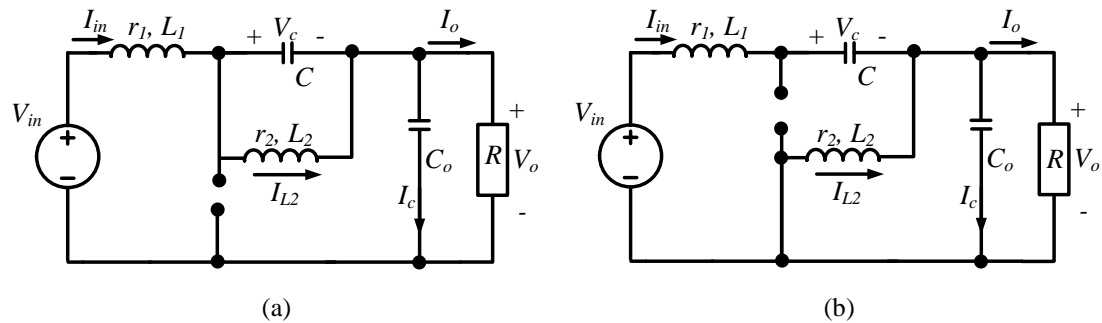 I_in r_1, L_1 + V_c - I_o
C
V_in + - r_2, L_2 C_o R + V_o
I_L2 I_c -
(a)
I_in r_1, L_1 + V_c - I_o
C
V_in + - r_2, L_2 C_o R + V_o
I_L2 I_c -
(b)